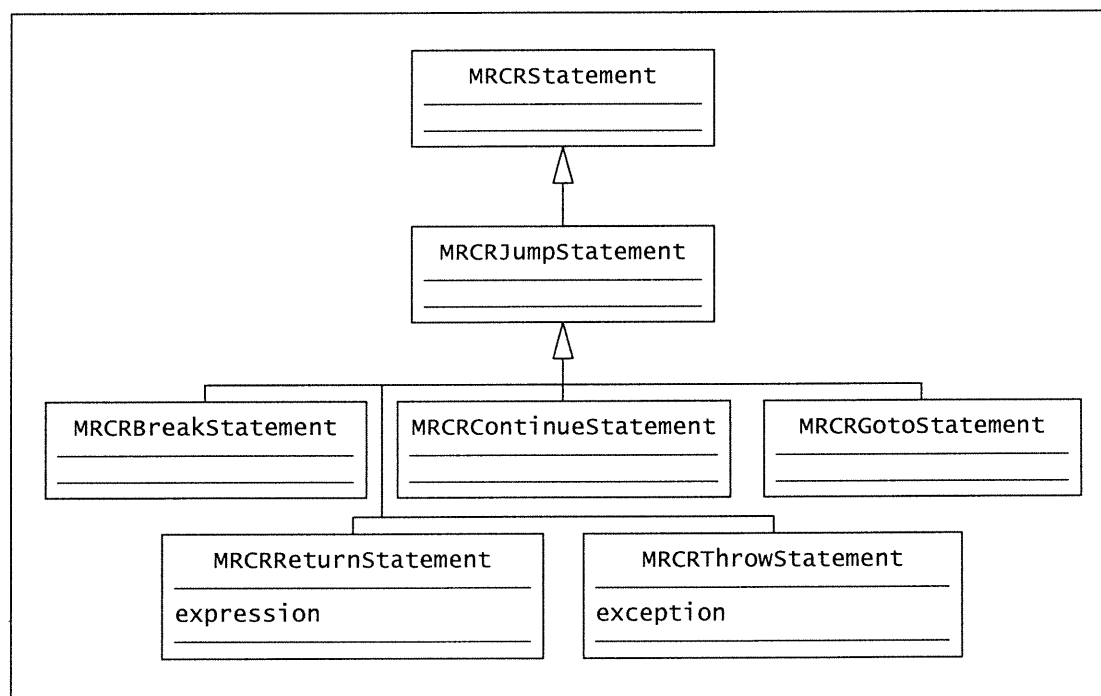 MRCRStatement
MRCRJumpStatement
MRCRBreakStatement
MRCRContinueStatement
MRCRGotoStatement
MRCRReturnStatement
expression
MRCRThrowStatement
exception